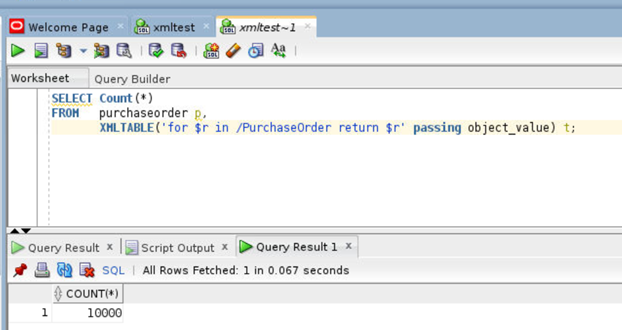 Welcome Page
xmltest
xmltest~1
Worksheet Query Builder
SELECT Count(*)
FROM purchaseorder p,
XMLTABLE('for $r in /PurchaseOrder return $r' passing object_value) t;
Query Result x Script Output x Query Result 1 x
SQL | All Rows Fetched: 1 in 0.067 seconds
COUNT(*)
1 10000